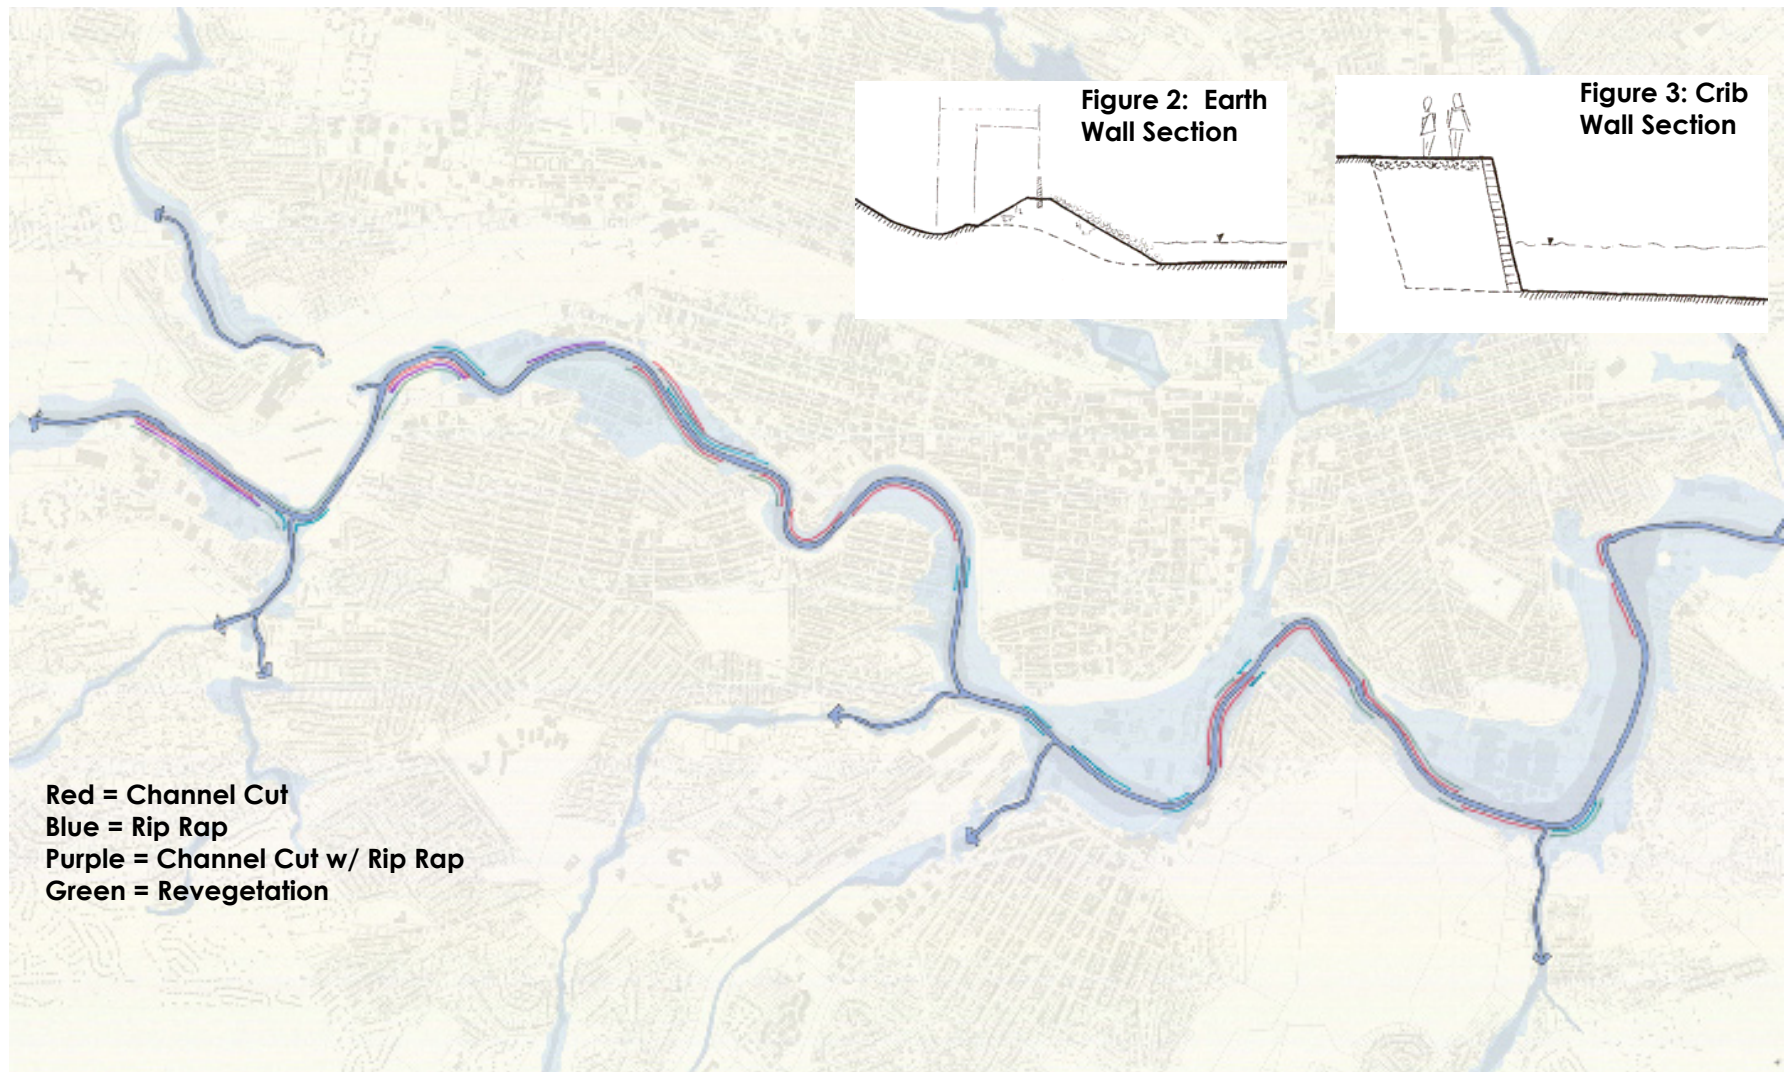 Figure 2:  Earth
Wall Section
Figure 3: Crib
Wall Section
Red = Channel Cut
Blue = Rip Rap
Purple = Channel Cut w/ Rip Rap
Green = Revegetation